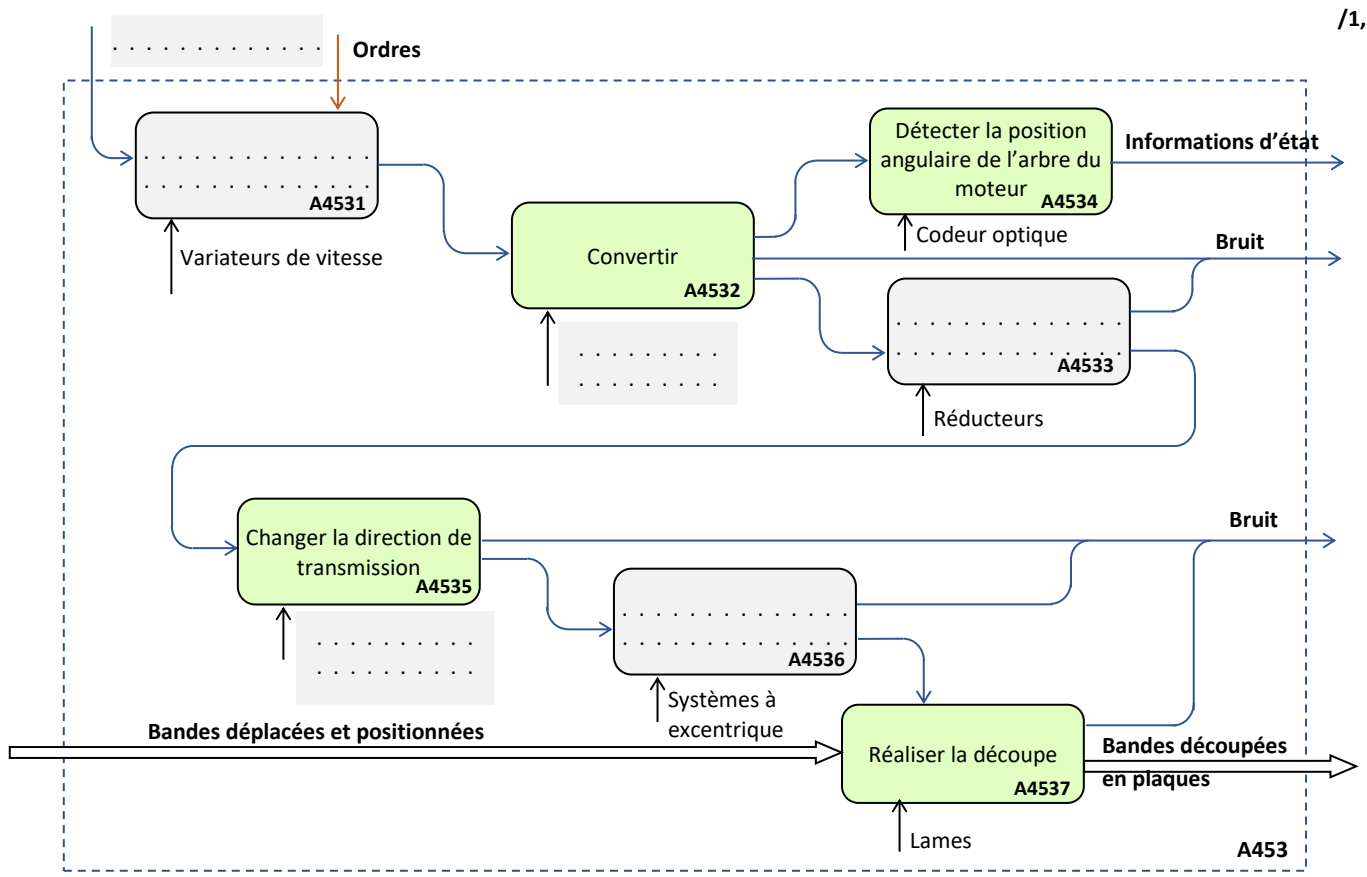 /1,
. . . . . . . . . . . . .
Ordres
. . . . . . . . . . . . . .
. . . . . . . . . . . . . .
A4531
Variateurs de vitesse
Détecter la position
angulaire de l’arbre du
moteur
A4534
Informations d’état
Codeur optique
Convertir
A4532
Bruit
. . . . . . . . . . . . . .
. . . . . . . . . . . . . .
A4533
. . . . . . . . .
. . . . . . . . .
Réducteurs
Changer la direction de
transmission
A4535
Bruit
. . . . . . . . . .
. . . . . . . . . .
. . . . . . . . . . . . . .
. . . . . . . . . . . . . .
A4536
Systèmes à
excentrique
Bandes déplacées et positionnées
Réaliser la découpe
A4537
Bandes découpées
en plaques
Lames
A453